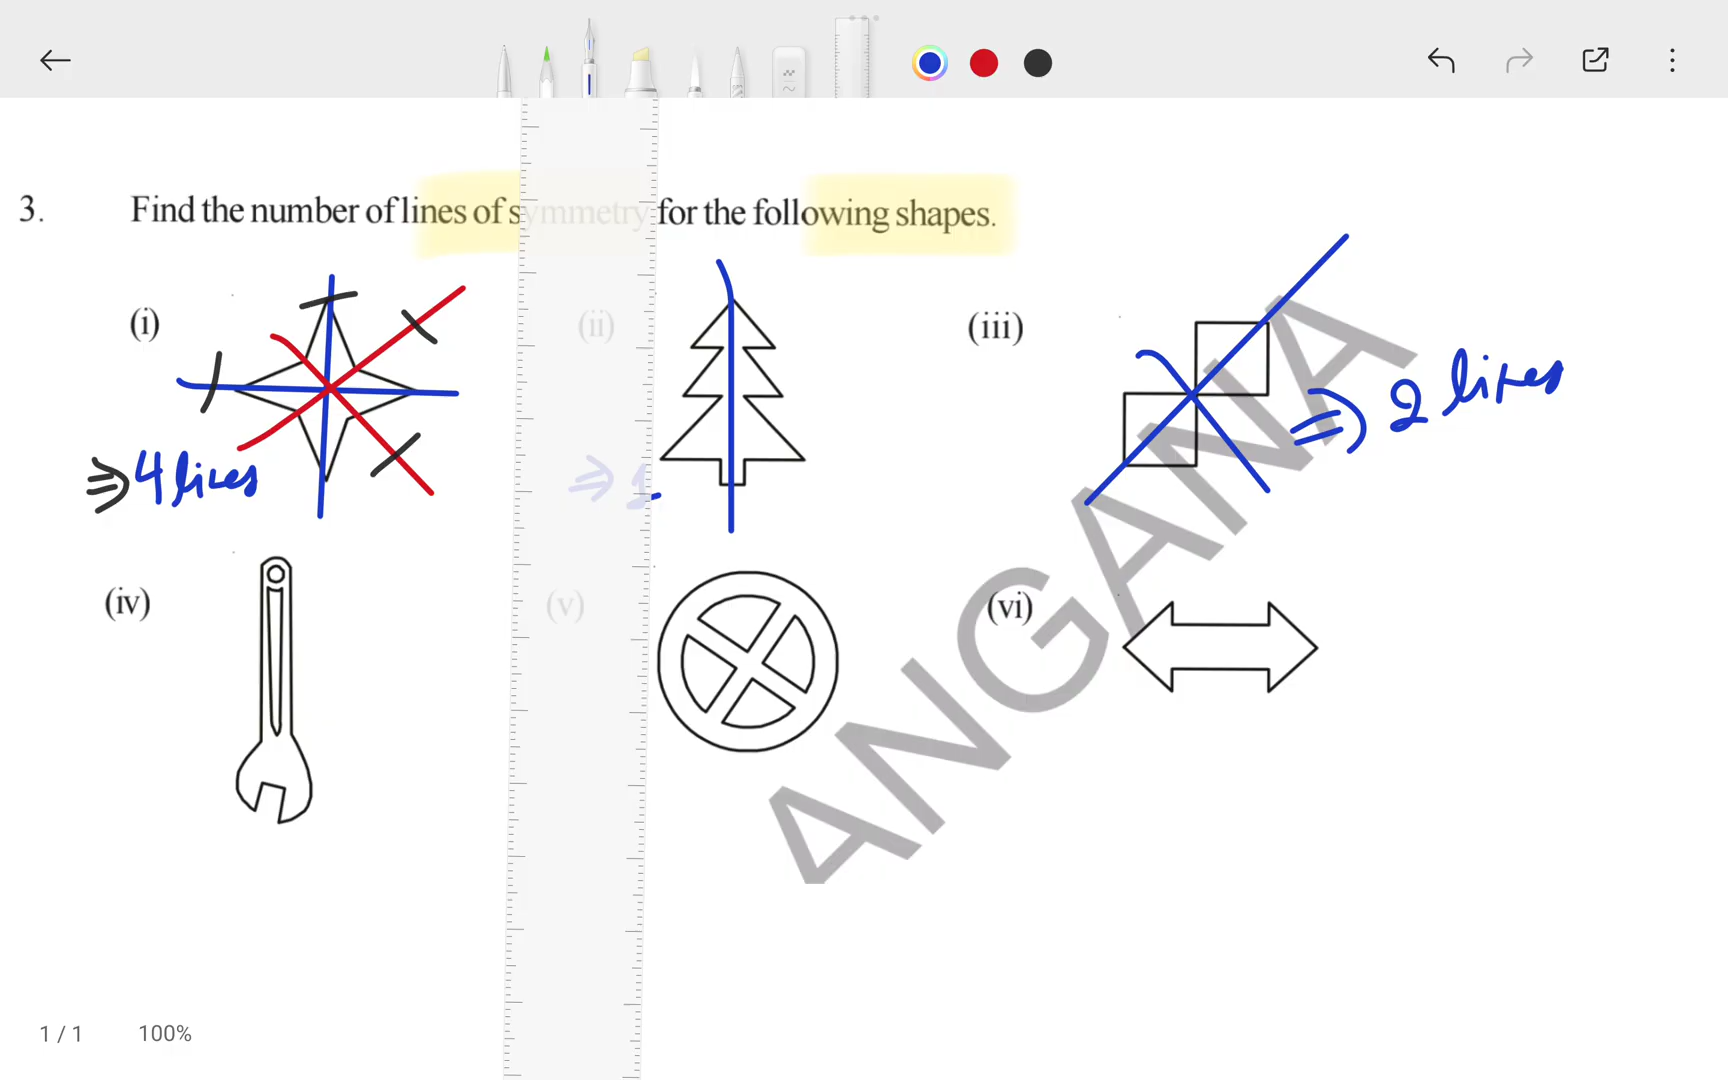 3. Find the number of lines of symmetry for the following shapes.
(i) (ii) (iii)
⇒ 4 lines ⇒ 1 ⇒ 2 lines
(iv) (v) (vi)
ANGANA
1 / 1 100%